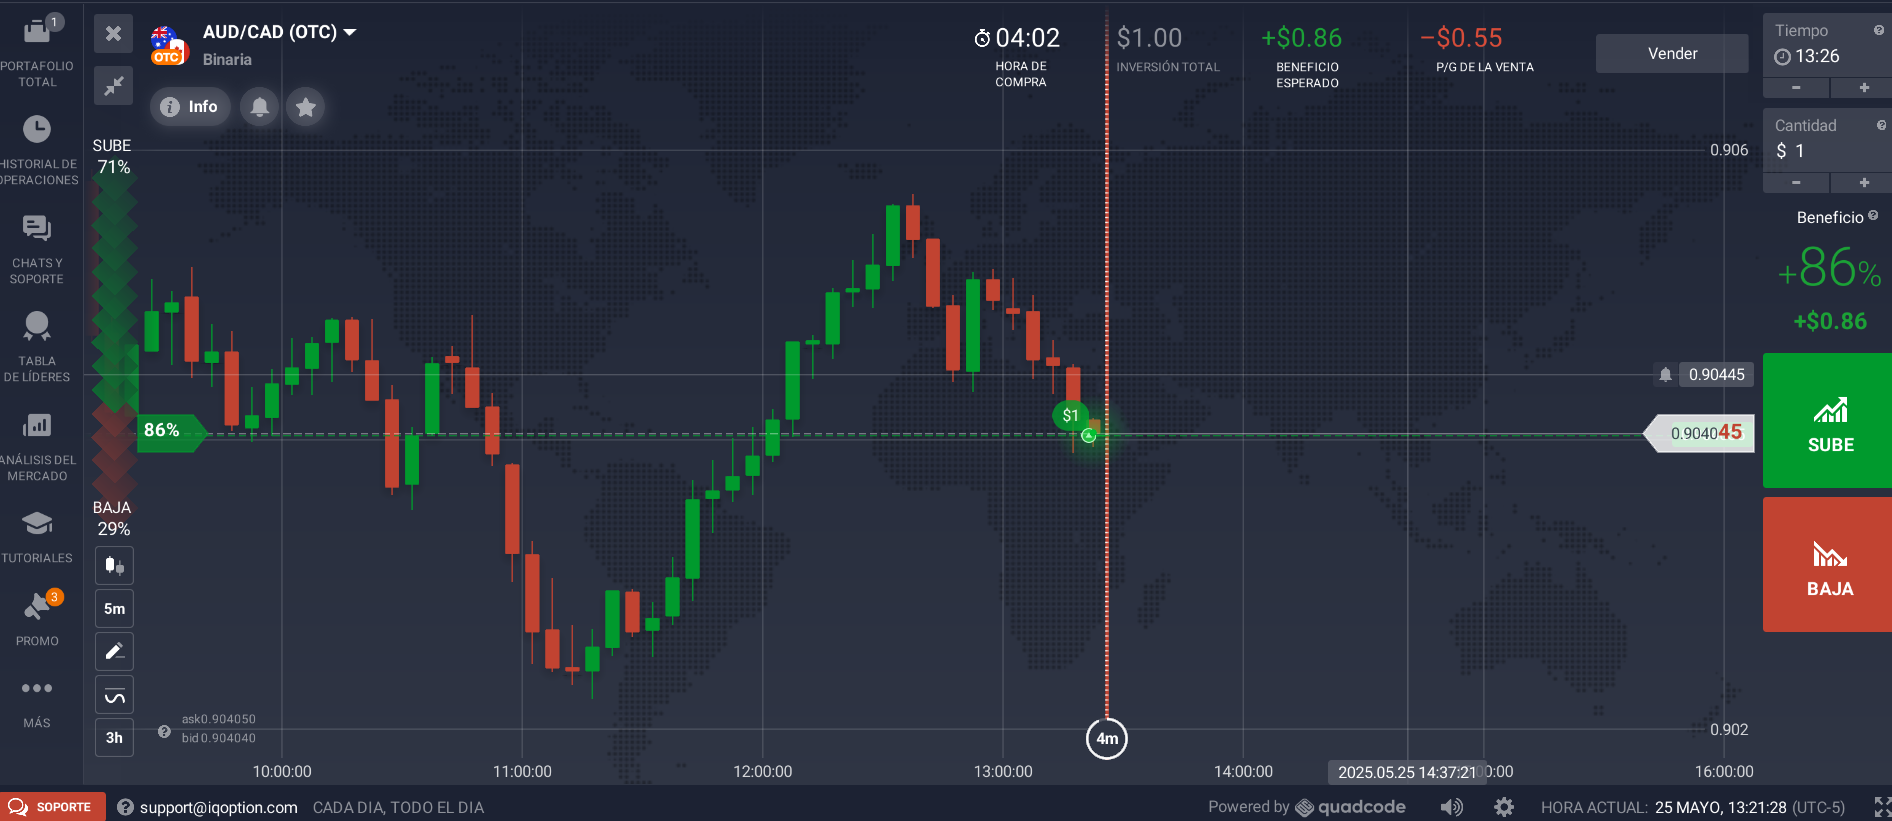 1
PORTAFOLIO
TOTAL
HISTORIAL DE
OPERACIONES
CHATS Y
SOPORTE
TABLA
DE LÍDERES
ANÁLISIS DEL
MERCADO
TUTORIALES
3
PROMO
MÁS
AUD/CAD (OTC)
OTC
Binaria
Info
SUBE
71%
86%
BAJA
29%
5m
3h
ask0.904050
bid 0.904040
04:02
HORA DE
COMPRA
$1.00
INVERSIÓN TOTAL
+$0.86
BENEFICIO
ESPERADO
−$0.55
P/G DE LA VENTA
Vender
0.906
0.90445
0.904045
0.902
$1
4m
10:00:00
11:00:00
12:00:00
13:00:00
14:00:00
2025.05.25 14:37:21
16:00:00
Tiempo
13:26
− +
Cantidad
$ 1
− +
Beneficio
+86%
+$0.86
SUBE
BAJA
SOPORTE
support@iqoption.com CADA DIA, TODO EL DIA
Powered by quadcode
HORA ACTUAL: 25 MAYO, 13:21:28 (UTC-5)